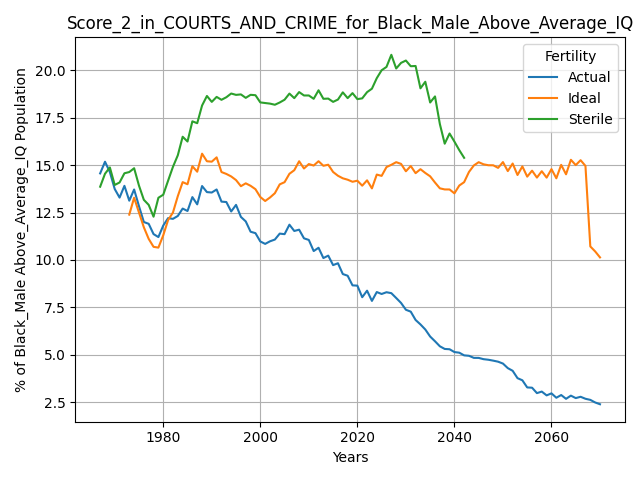 Score_2_in_COURTS_AND_CRIME_for_Black_Male_Above_Average_IQ
Fertility
Actual
Ideal
Sterile
% of Black_Male Above_Average_IQ Population
20.0
17.5
15.0
12.5
10.0
7.5
5.0
2.5
1980 2000 2020 2040 2060
Years